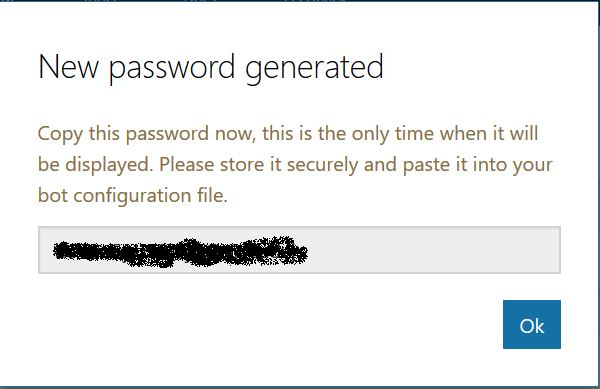 New password generated
Copy this password now, this is the only time when it will
be displayed. Please store it securely and paste it into your
bot configuration file.
Ok